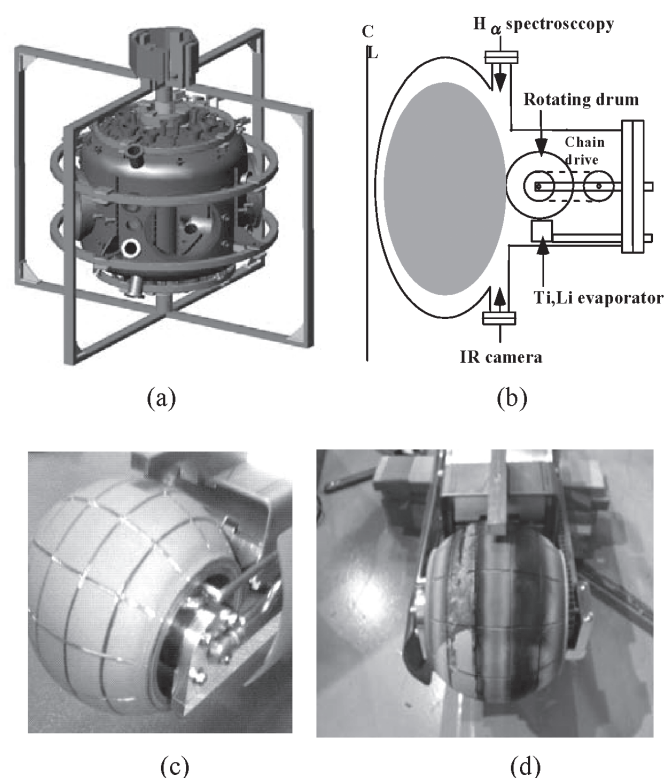 C
L
H α spectrosccopy
Rotating drum
Chain
drive
Ti,Li evaporator
IR camera
(a)
(b)
(c)
(d)